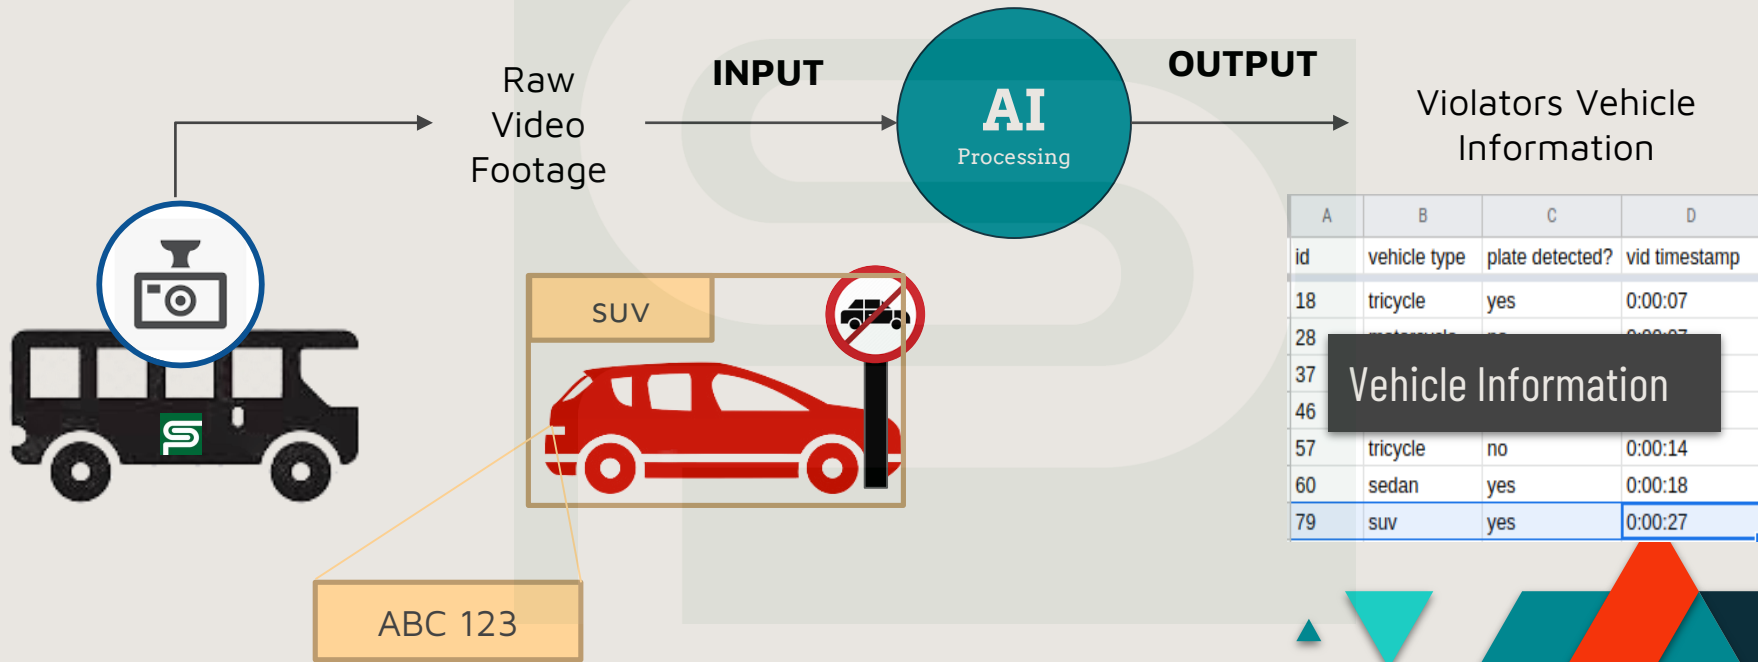 Raw
Video
Footage
INPUT
AI
Processing
OUTPUT
Violators Vehicle
Information
A B C D
id vehicle type plate detected? vid timestamp
18 tricycle yes 0:00:07
28
37
46
Vehicle Information
57 tricycle no 0:00:14
60 sedan yes 0:00:18
79 suv yes 0:00:27
SUV
ABC 123